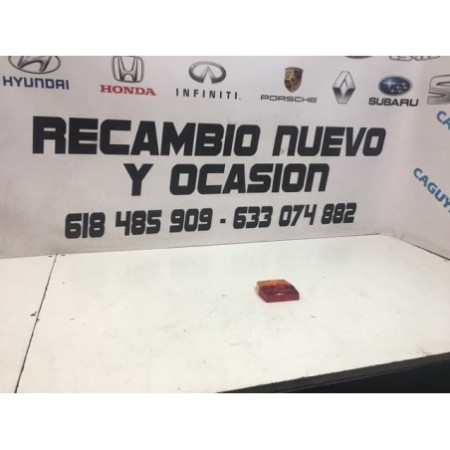 HYUNDAI
HONDA
INFINITI
PORSCHE
SUBARU
RECAMBIO NUEVO
Y OCASION
618 485 909 - 633 074 882